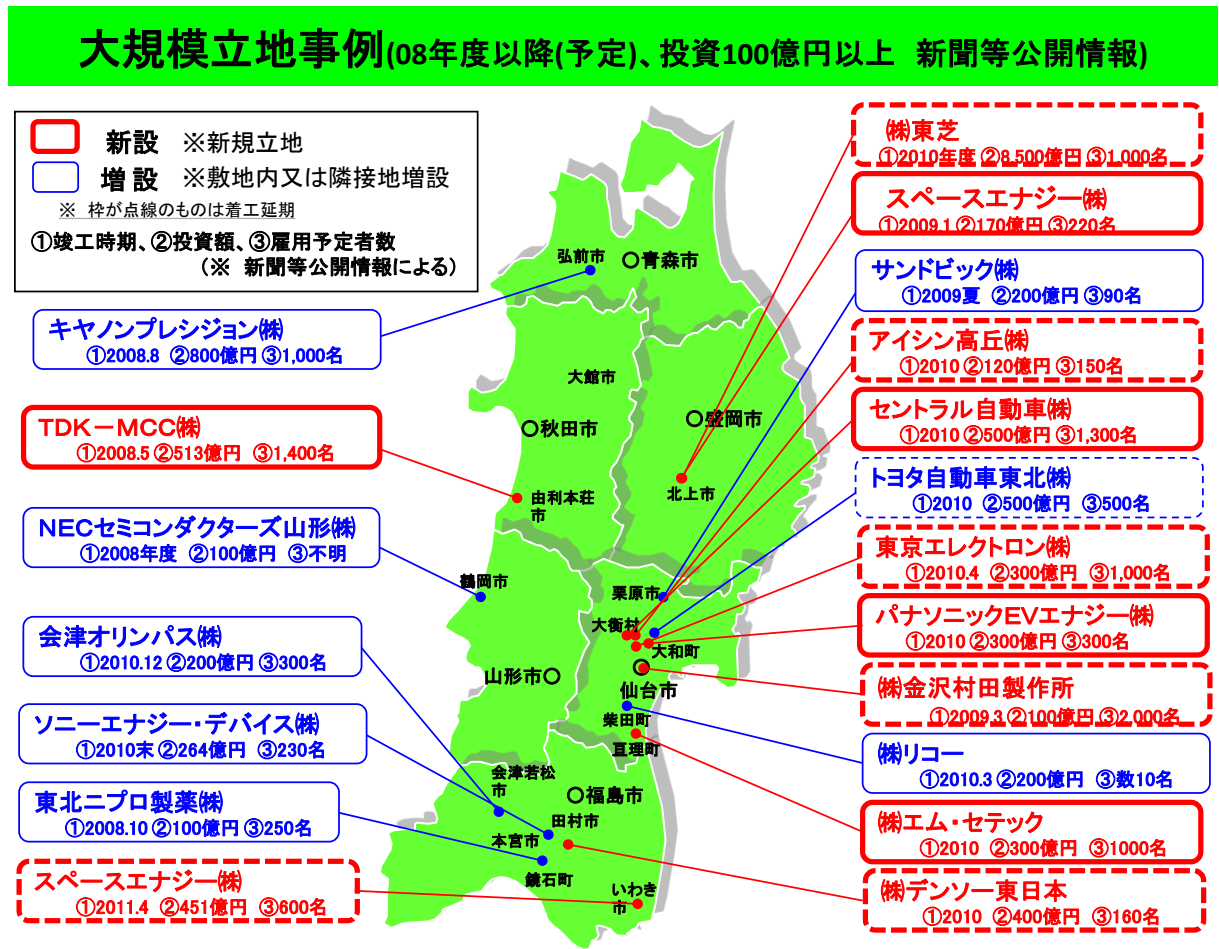 大規模立地事例(08年度以降(予定)、投資100億円以上 新聞等公開情報)
新設 ※新規立地
増設 ※敷地内又は隣接地増設
※ 枠が点線のものは着工延期
①竣工時期、②投資額、③雇用予定者数
(※ 新聞等公開情報による)
キヤノンプレシジョン㈱
①2008.8 ②800億円 ③1,000名
TDK－MCC㈱
①2008.5 ②513億円 ③1,400名
NECセミコンダクターズ山形㈱
①2008年度 ②100億円 ③不明
会津オリンパス㈱
①2010.12 ②200億円 ③300名
ソニーエナジー・デバイス㈱
①2010末 ②264億円 ③230名
東北ニプロ製薬㈱
①2008.10 ②100億円 ③250名
スペースエナジー㈱
①2011.4 ②451億円 ③600名
弘前市
青森市
大館市
秋田市
盛岡市
北上市
由利本荘
市
鶴岡市
栗原市
大衡村
大和町
山形市
仙台市
柴田町
亘理町
会津若松
市
福島市
田村市
本宮市
鏡石町
いわき
市
㈱東芝
①2010年度 ②8,500億円 ③1,000名
スペースエナジー㈱
①2009.1 ②170億円 ③220名
サンドビック㈱
①2009夏 ②200億円 ③90名
アイシン高丘㈱
①2010 ②120億円 ③150名
セントラル自動車㈱
①2010 ②500億円 ③1,300名
トヨタ自動車東北㈱
①2010 ②500億円 ③500名
東京エレクトロン㈱
①2010.4 ②300億円 ③1,000名
パナソニックEVエナジー㈱
①2010 ②300億円 ③300名
㈱金沢村田製作所
①2009.3 ②100億円 ③2,000名
㈱リコー
①2010.3 ②200億円 ③数10名
㈱エム・セテック
①2010 ②300億円 ③1000名
㈱デンソー東日本
①2010 ②400億円 ③160名